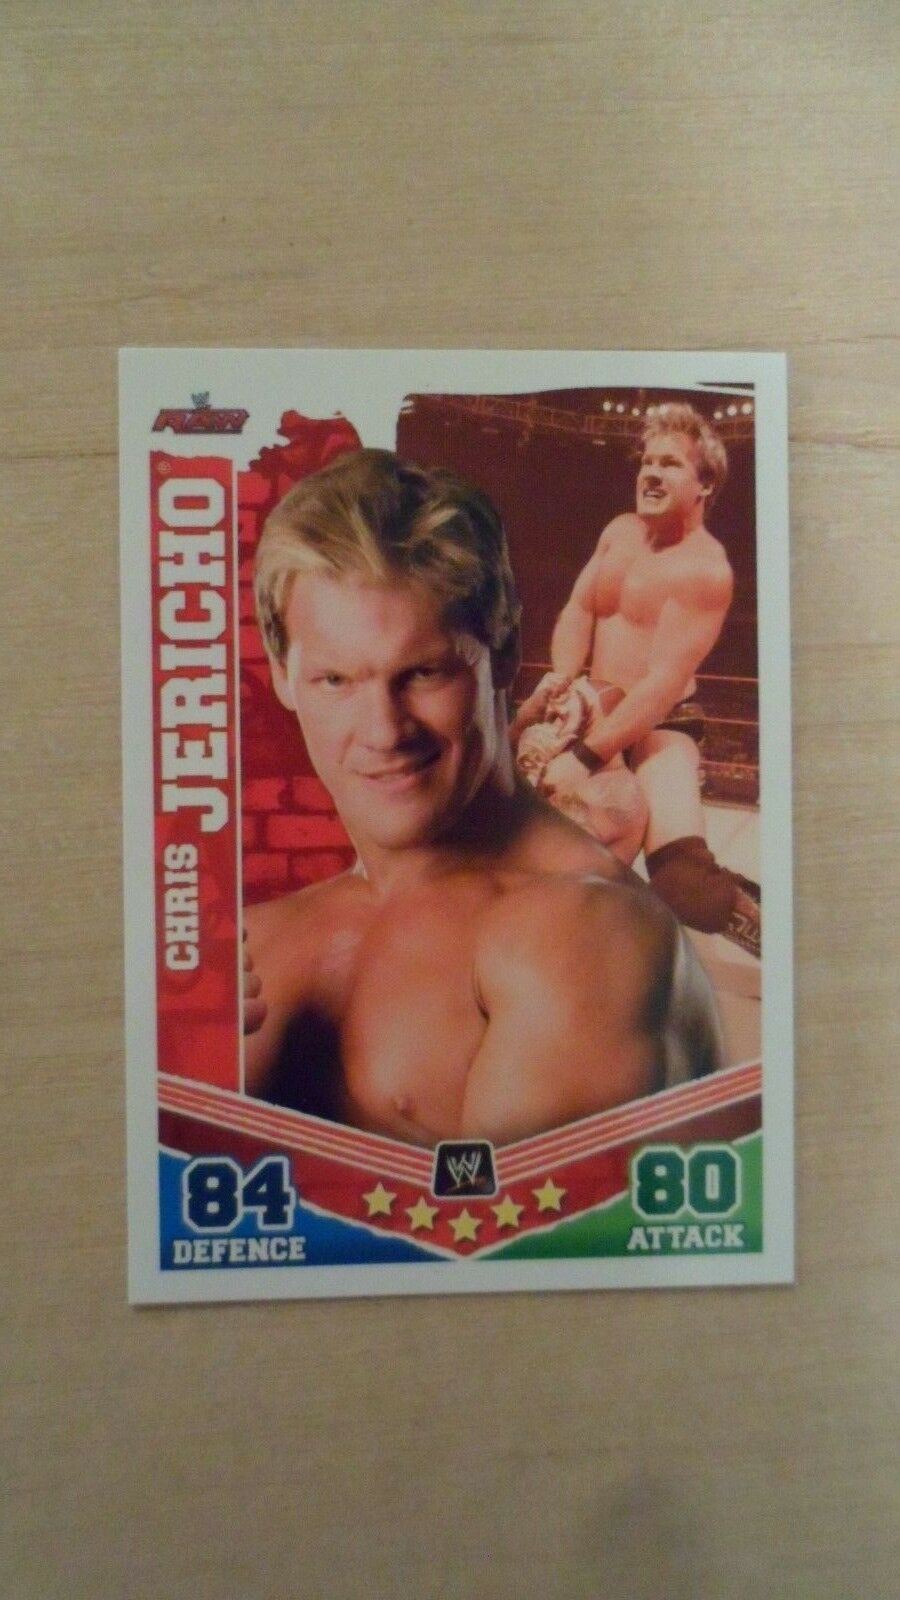 W
RAW
CHRIS JERICHO
W
84
DEFENCE
80
ATTACK